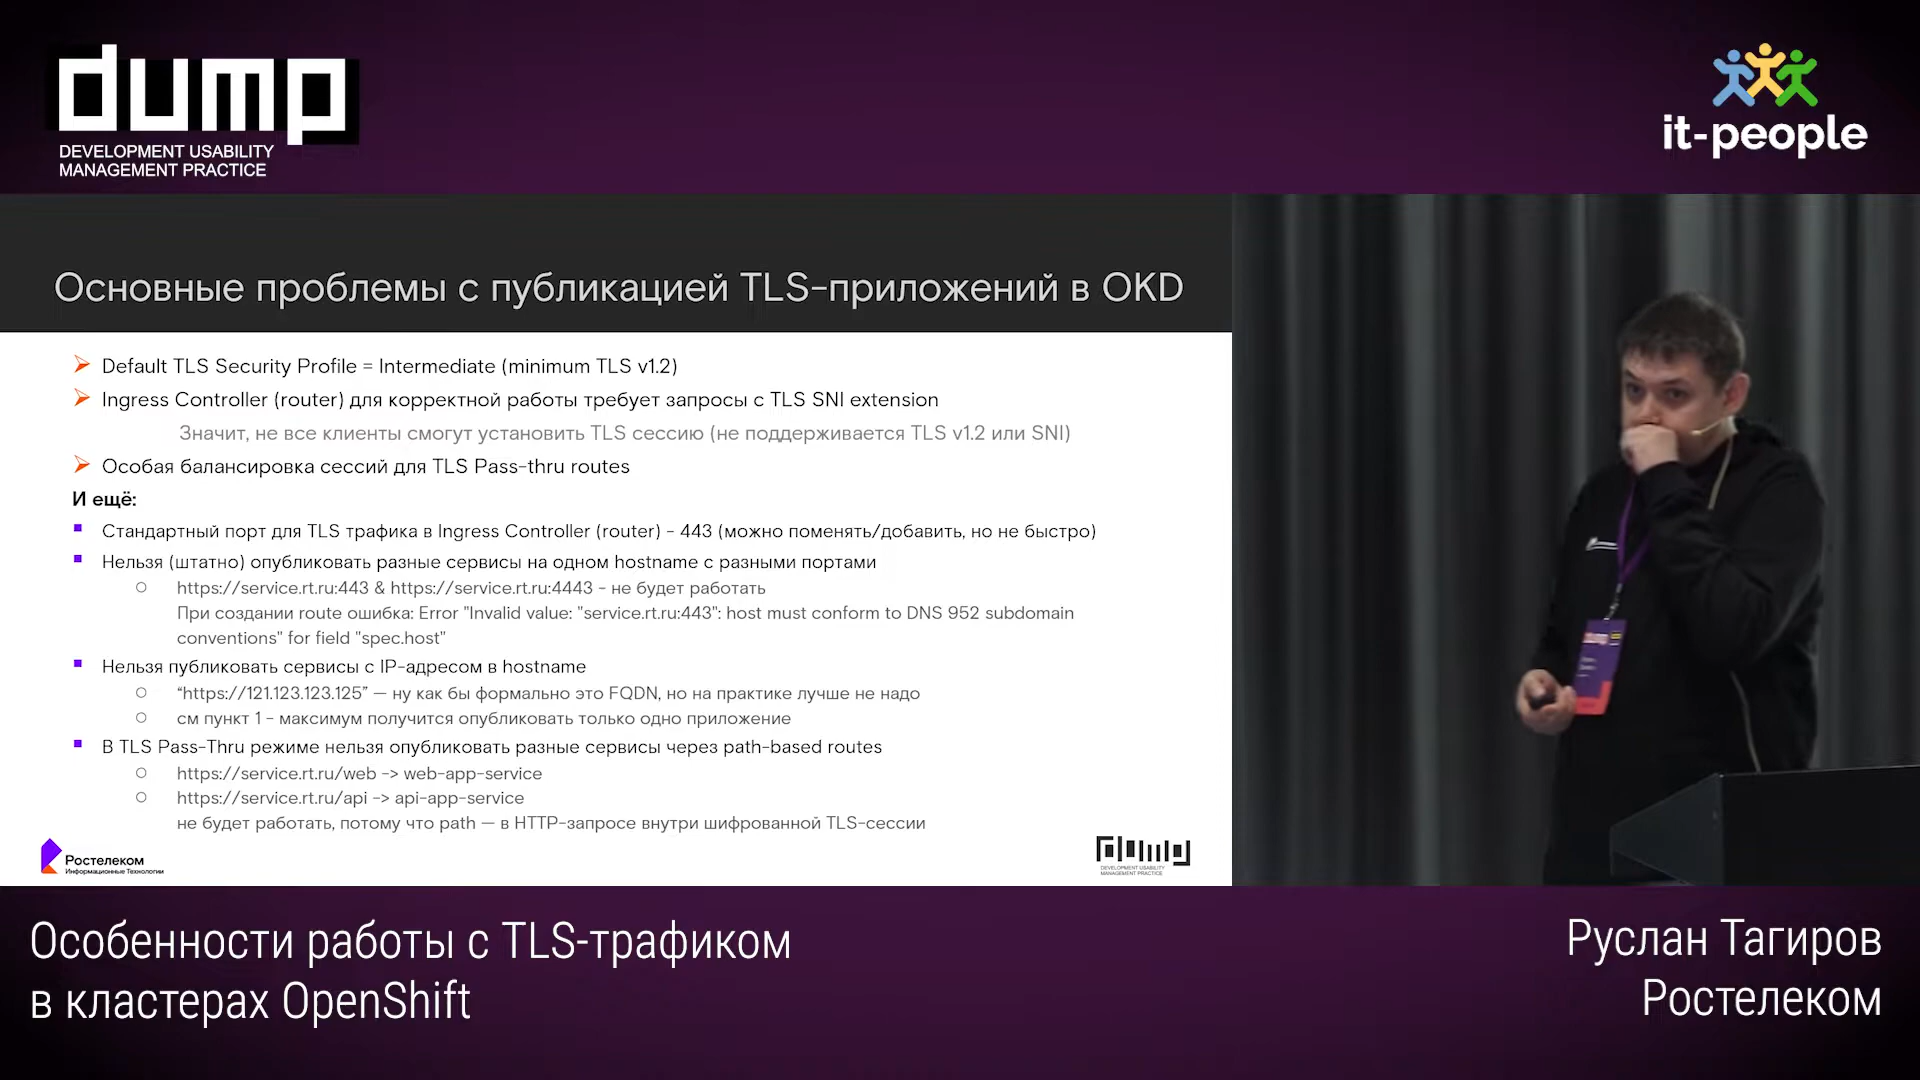 dump
DEVELOPMENT USABILITY
MANAGEMENT PRACTICE
it-people
Основные проблемы с публикацией TLS-приложений в OKD
Default TLS Security Profile = Intermediate (minimum TLS v1.2)
Ingress Controller (router) для корректной работы требует запросы с TLS SNI extension
Значит, не все клиенты смогут установить TLS сессию (не поддерживается TLS v1.2 или SNI)
Особая балансировка сессий для TLS Pass-thru routes
И ещё:
Стандартный порт для TLS трафика в Ingress Controller (router) - 443 (можно поменять/добавить, но не быстро)
Нельзя (штатно) опубликовать разные сервисы на одном hostname с разными портами
https://service.rt.ru:443 & https://service.rt.ru:4443 - не будет работать
При создании route ошибка: Error "Invalid value: "service.rt.ru:443": host must conform to DNS 952 subdomain
conventions" for field "spec.host"
Нельзя публиковать сервисы с IP-адресом в hostname
“https://121.123.123.125” — ну как бы формально это FQDN, но на практике лучше не надо
см пункт 1 - максимум получится опубликовать только одно приложение
В TLS Pass-Thru режиме нельзя опубликовать разные сервисы через path-based routes
https://service.rt.ru/web -> web-app-service
https://service.rt.ru/api -> api-app-service
не будет работать, потому что path — в HTTP-запросе внутри шифрованной TLS-сессии
Ростелеком
Информационные Технологии
dump
DEVELOPMENT USABILITY
MANAGEMENT PRACTICE
Особенности работы с TLS-трафиком
в кластерах OpenShift
Руслан Тагиров
Ростелеком